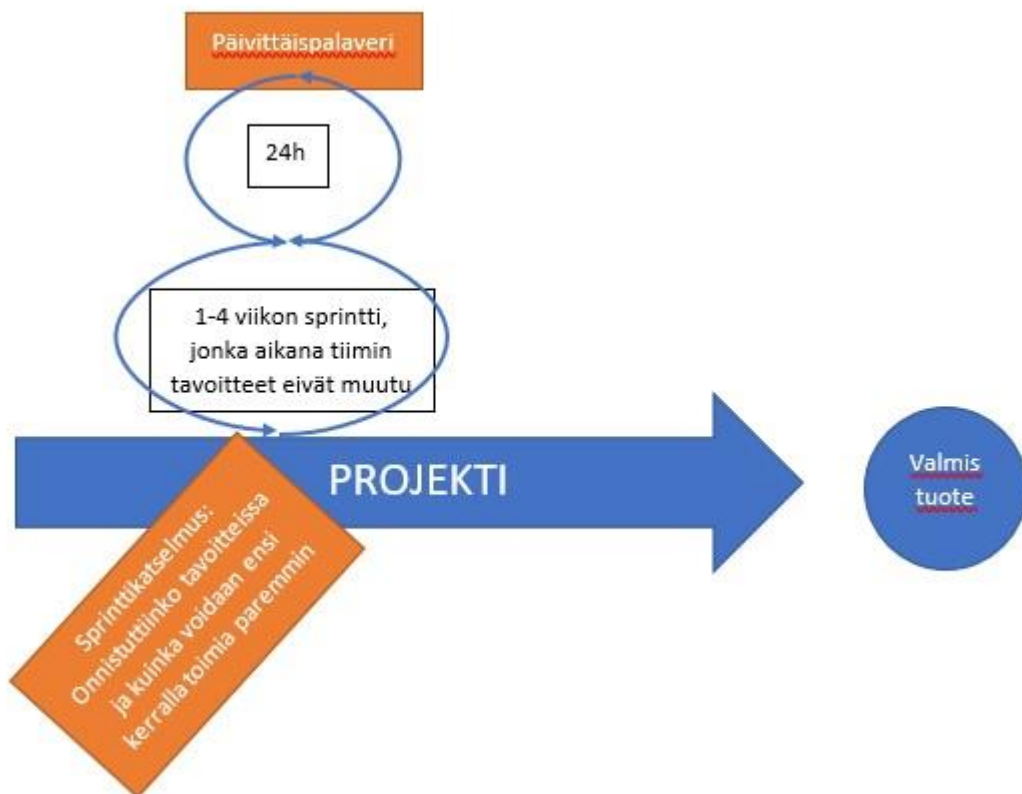 Päivittäispalaveri
24h
1-4 viikon sprintti,
jonka aikana tiimin
tavoitteet eivät muutu
PROJEKTI
Valmis
tuote
Sprinttikatselmus:
Onnistuttiinko tavoitteissa
ja kuinka voidaan ensi
kerralla toimia paremmin